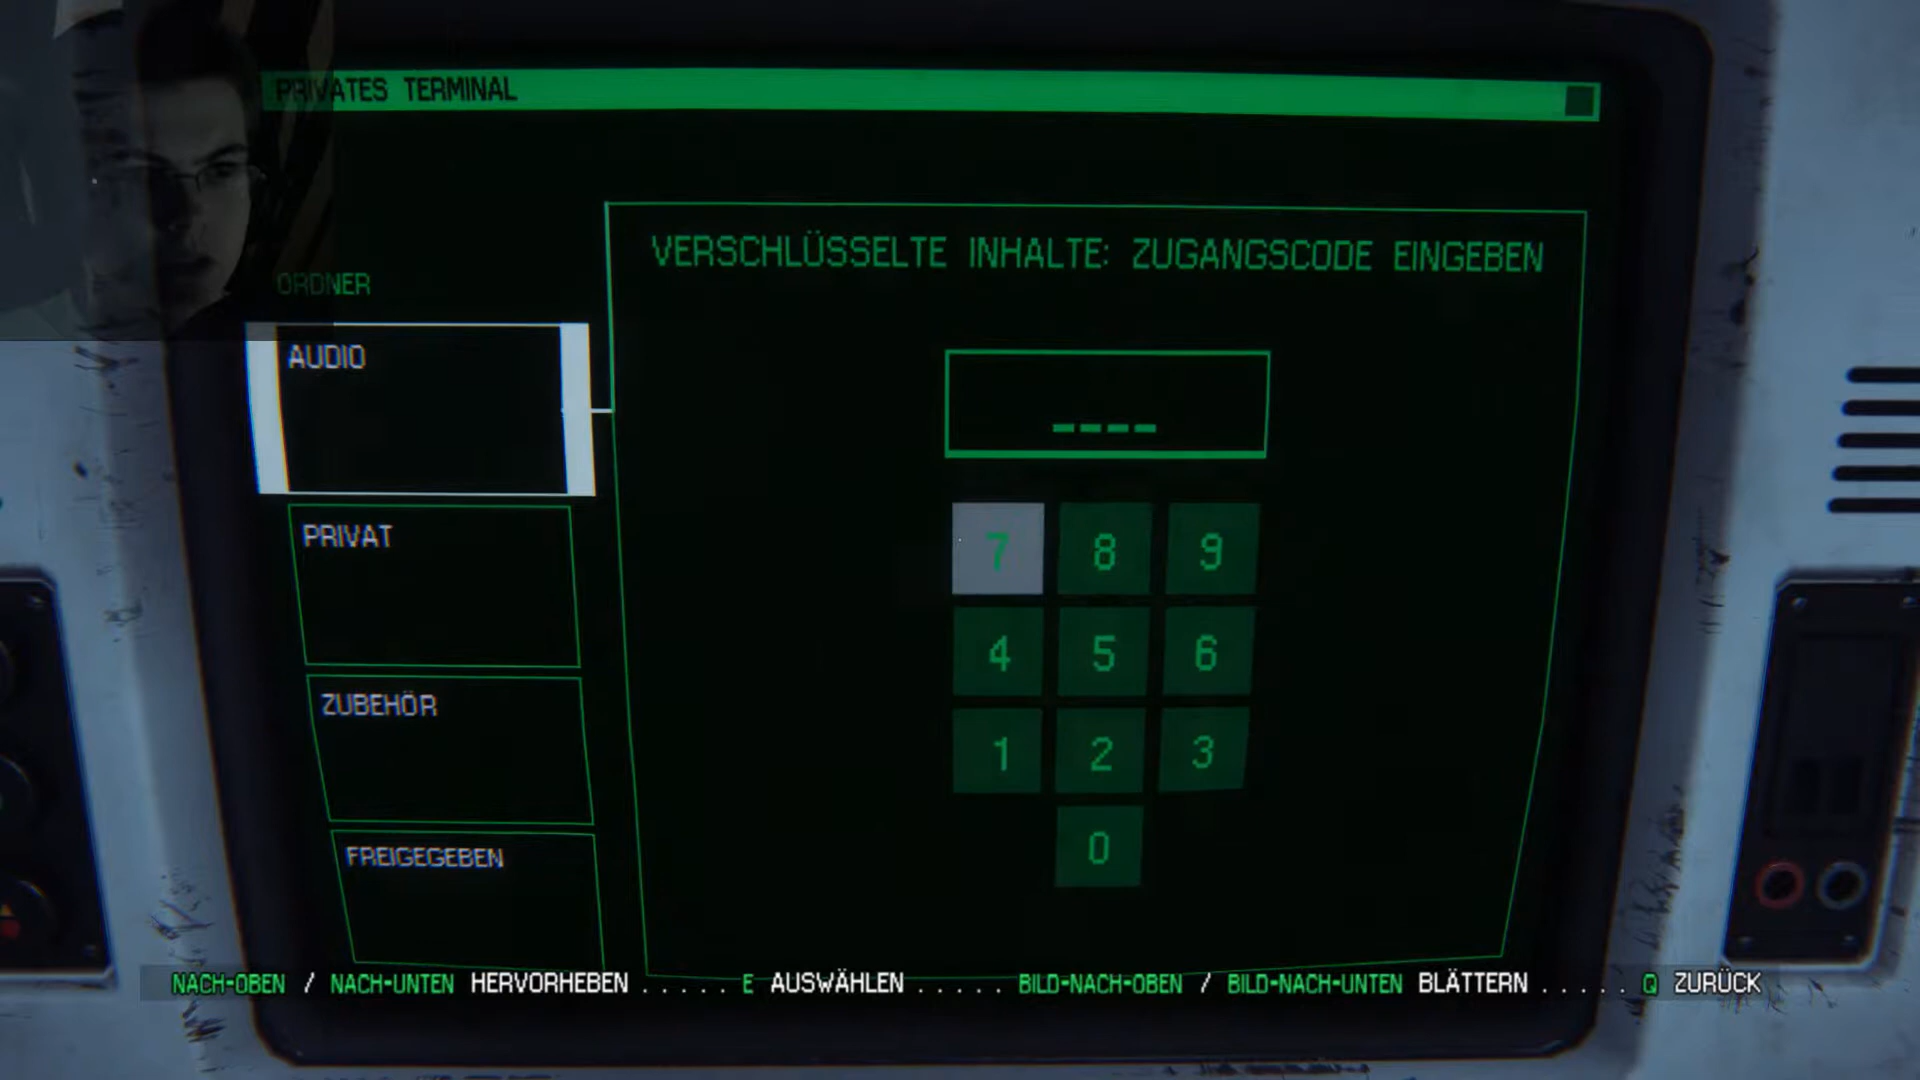 PRIVATES TERMINAL
VERSCHLÜSSELTE INHALTE: ZUGANGSCODE EINGEBEN
ORDNER
AUDIO
PRIVAT
ZUBEHÖR
FREIGEGEBEN
7 8 9
4 5 6
1 2 3
0
NACH-OBEN / NACH-UNTEN HERVORHEBEN ..... E AUSWÄHLEN ..... BILD-NACH-OBEN / BILD-NACH-UNTEN BLÄTTERN ..... Q ZURÜCK